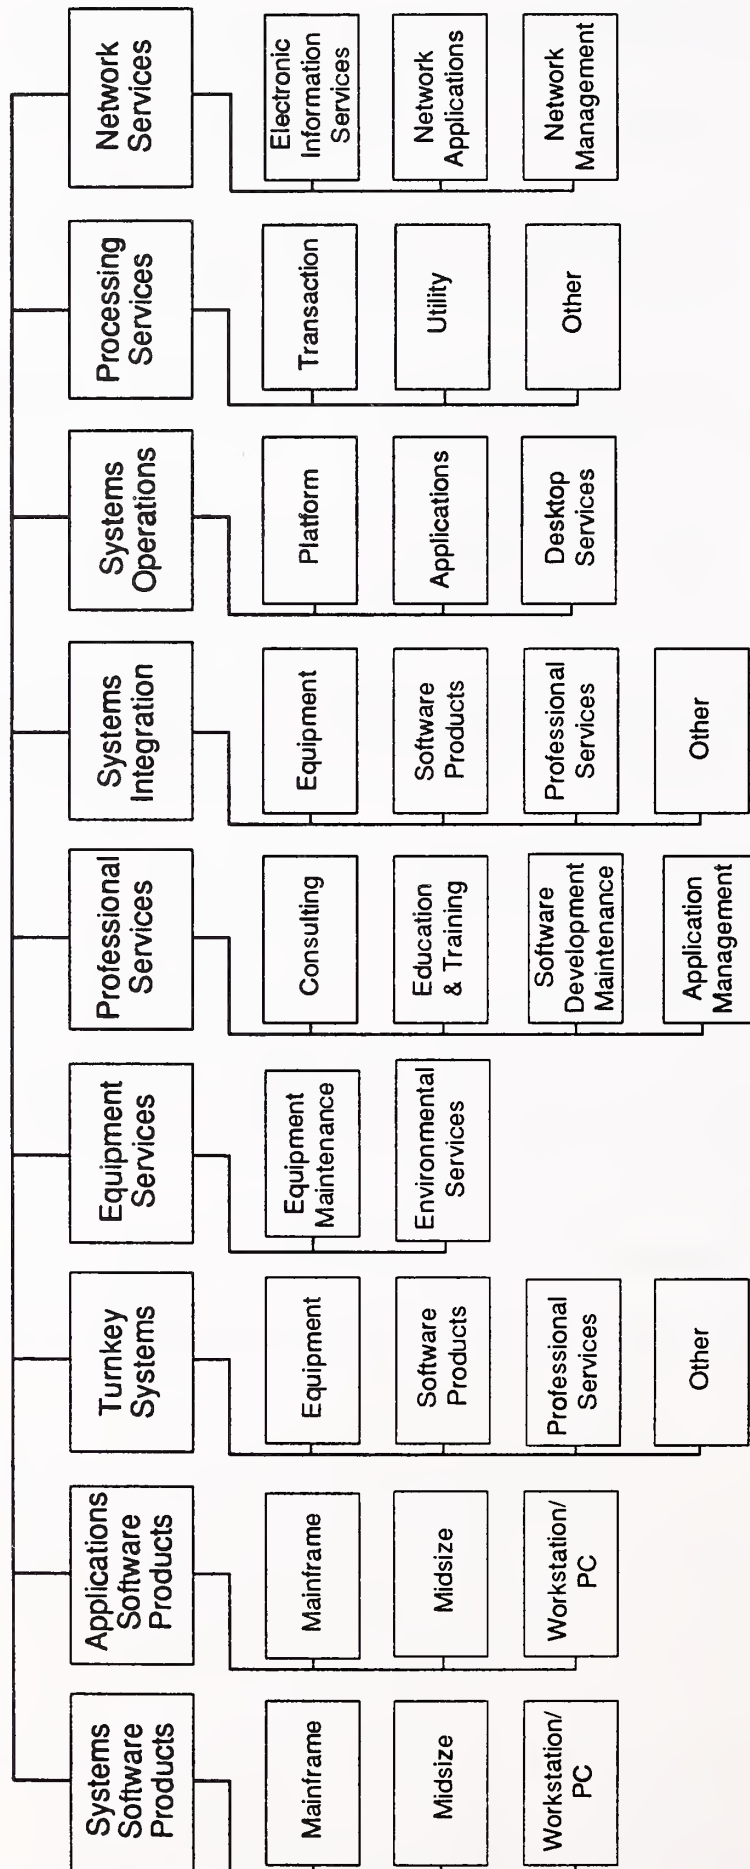 Systems
Software
Products
Mainframe
Midsize
Workstation/
PC
Applications
Software
Products
Mainframe
Midsize
Workstation/
PC
Turnkey
Systems
Equipment
Software
Products
Professional
Services
Other
Equipment
Services
Equipment
Maintenance
Environmental
Services
Professional
Services
Consulting
Education
& Training
Software
Development
Maintenance
Application
Management
Systems
Integration
Equipment
Software
Products
Professional
Services
Other
Systems
Operations
Platform
Applications
Desktop
Services
Processing
Services
Transaction
Utility
Other
Network
Services
Electronic
Information
Services
Network
Applications
Network
Management